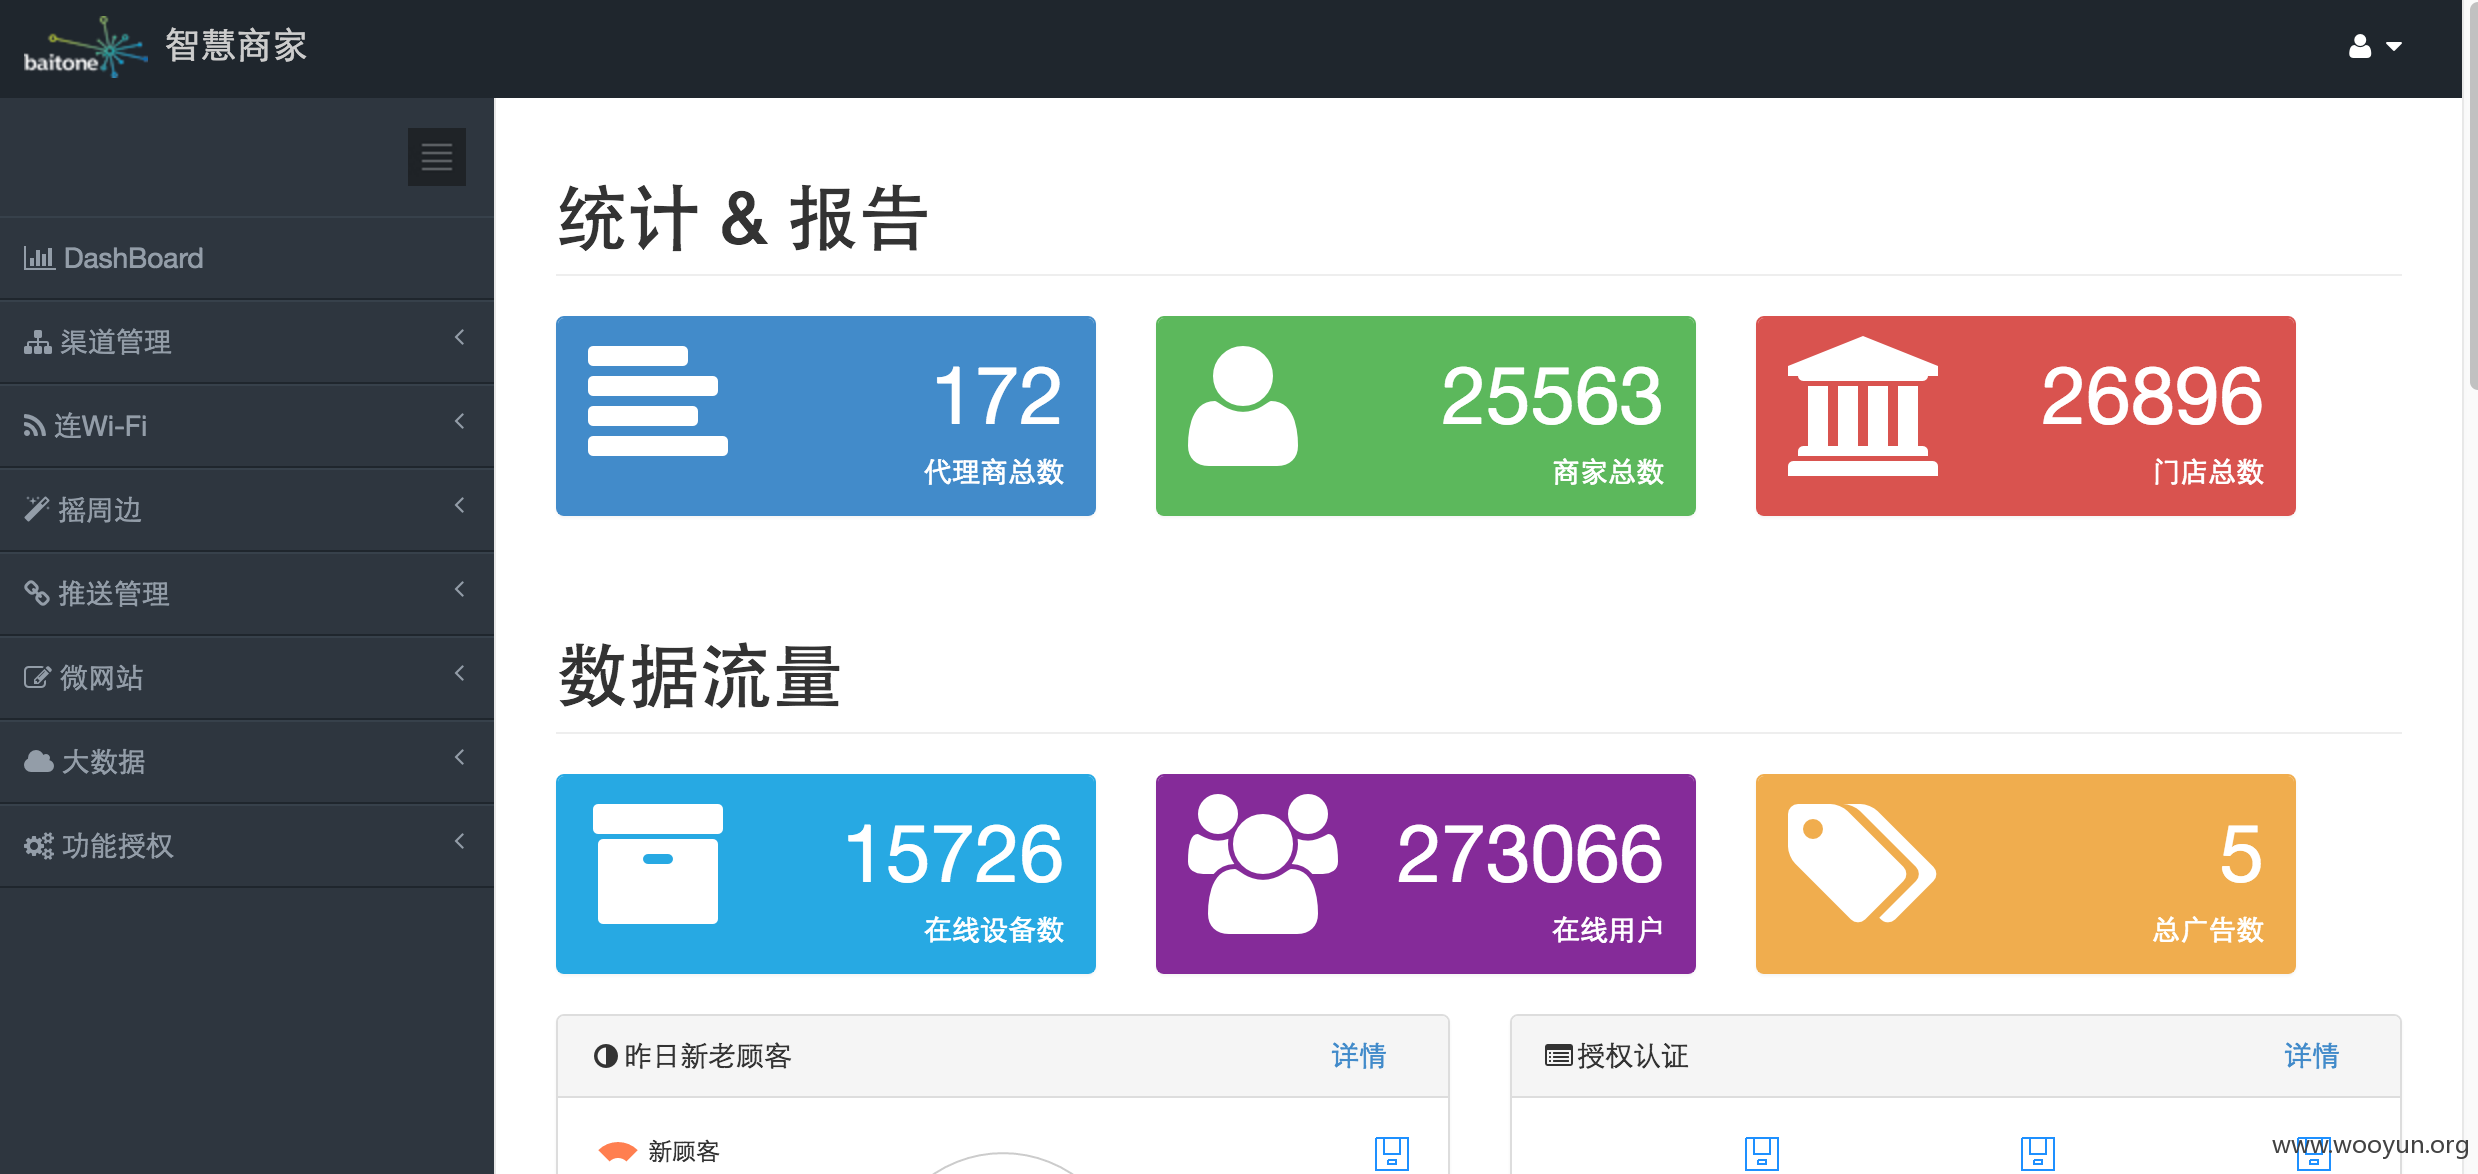 baitone 智慧商家
DashBoard
渠道管理
连Wi-Fi
摇周边
推送管理
微网站
大数据
功能授权
统计 & 报告
172
代理商总数
25563
商家总数
26896
门店总数
数据流量
15726
在线设备数
273066
在线用户
5
总广告数
昨日新老顾客 详情
新顾客
授权认证 详情
www.wooyun.org